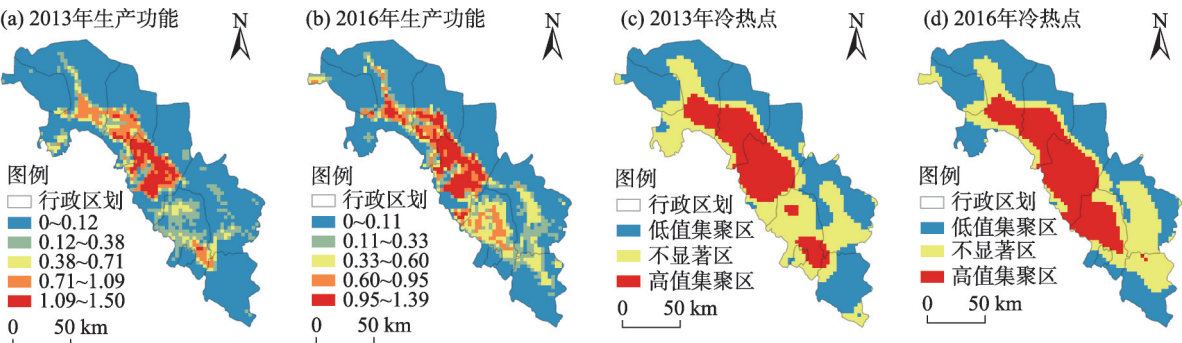 (a) 2013年生产功能
N
图例
行政区划
0~0.12
0.12~0.38
0.38~0.71
0.71~1.09
1.09~1.50
0 50 km
(b) 2016年生产功能
N
图例
行政区划
0~0.11
0.11~0.33
0.33~0.60
0.60~0.95
0.95~1.39
0 50 km
(c) 2013年冷热点
N
图例
行政区划
低值集聚区
不显著区
高值集聚区
0 50 km
(d) 2016年冷热点
N
图例
行政区划
低值集聚区
不显著区
高值集聚区
0 50 km